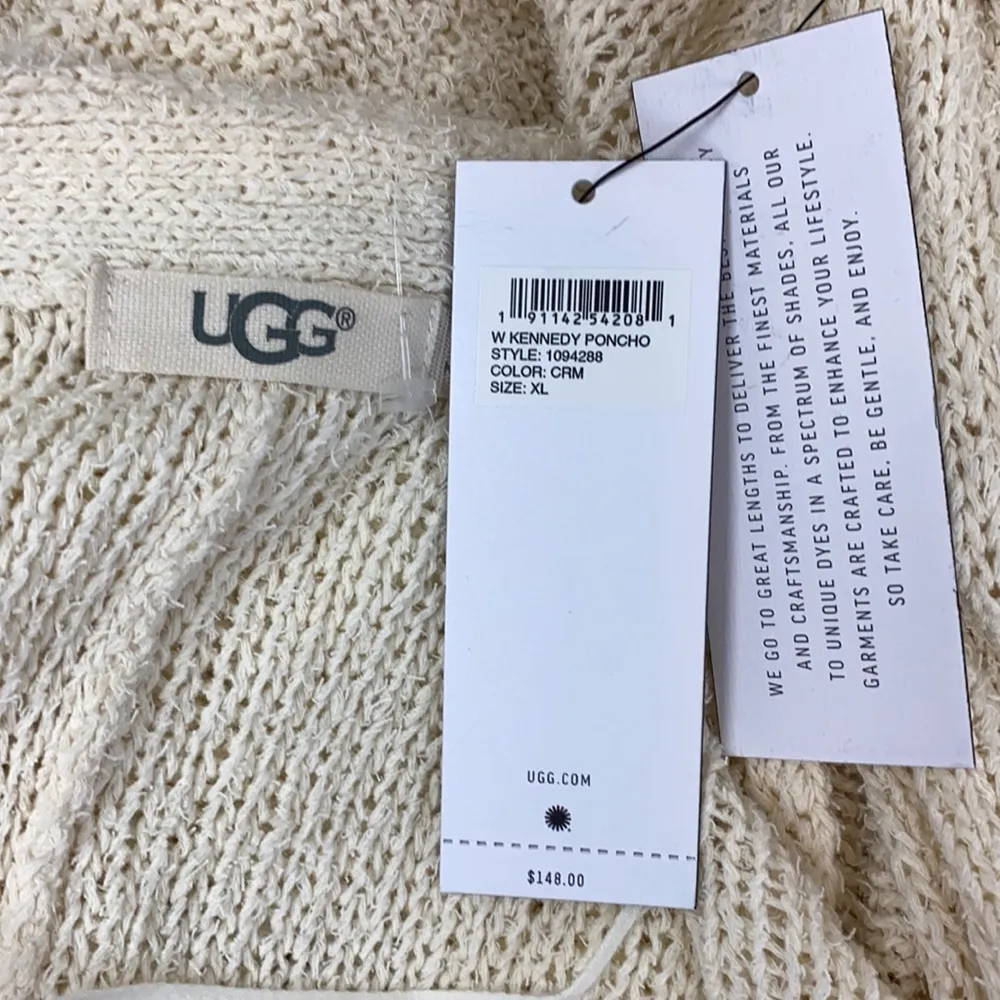 UGG®
1 91142 54208 1
W KENNEDY PONCHO
STYLE: 1094288
COLOR: CRM
SIZE: XL
UGG.COM
$148.00
WE GO TO GREAT LENGTHS TO DELIVER THE
AND CRAFTSMANSHIP. FROM THE FINEST MATERIALS
TO UNIQUE DYES IN A SPECTRUM OF SHADES, ALL OUR
GARMENTS ARE CRAFTED TO ENHANCE YOUR LIFESTYLE.
SO TAKE CARE, BE GENTLE, AND ENJOY.